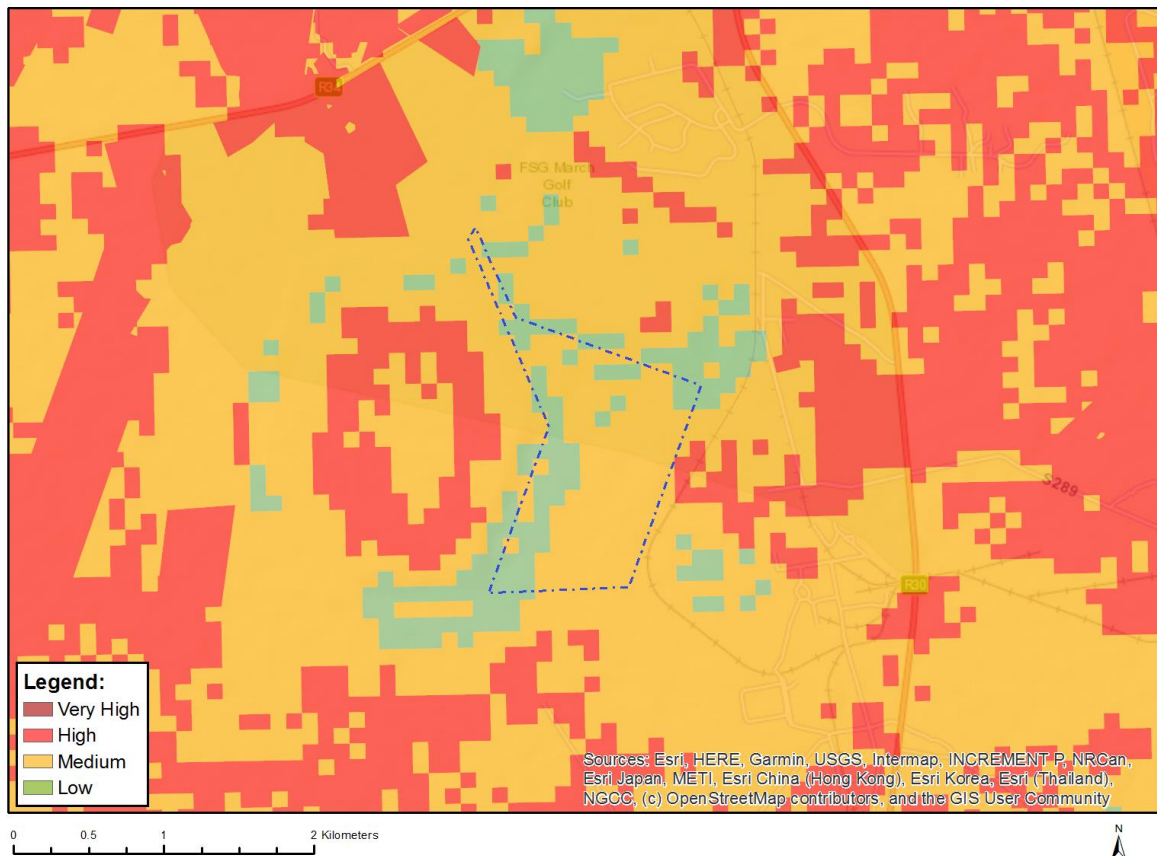 R34
FSG March
Golf
Club
S289
R30
Legend:
Very High
High
Medium
Low
Sources: Esri, HERE, Garmin, USGS, Intermap, INCREMENT P, NRCan,
Esri Japan, METI, Esri China (Hong Kong), Esri Korea, Esri (Thailand),
NGCC, (c) OpenStreetMap contributors, and the GIS User Community
0 0.5 1 2 Kilometers
N